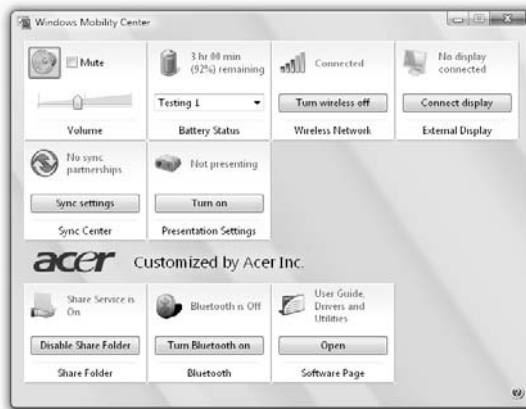 Windows Mobility Center
Mute
Volume
3 hr 00 min
(92%) remaining
Testing 1
Battery Status
Connected
Turn wireless off
Wireless Network
No display
connected
Connect display
External Display
No sync
partnerships
Sync settings
Sync Center
Not presenting
Turn on
Presentation Settings
acer Customized by Acer Inc.
Share Service is
On
Disable Share Folder
Share Folder
Bluetooth is Off
Turn Bluetooth on
Bluetooth
User Guide,
Drivers and
Utilities
Open
Software Page